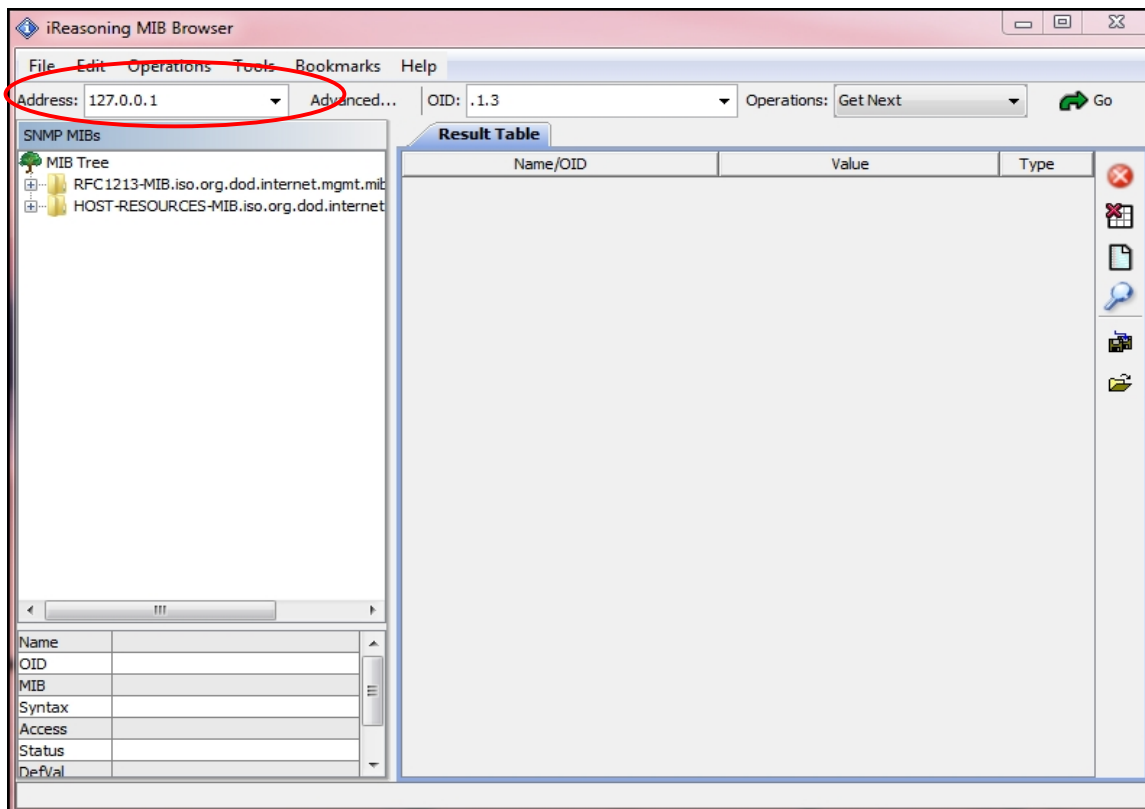 iReasoning MIB Browser
File Edit Operations Tools Bookmarks Help
Address: 127.0.0.1 Advanced... OID: .1.3 Operations: Get Next Go
SNMP MIBs
Result Table
MIB Tree
RFC1213-MIB.iso.org.dod.internet.mgmt.mib
HOST-RESOURCES-MIB.iso.org.dod.internet
Name/OID Value Type
Name
OID
MIB
Syntax
Access
Status
DefVal